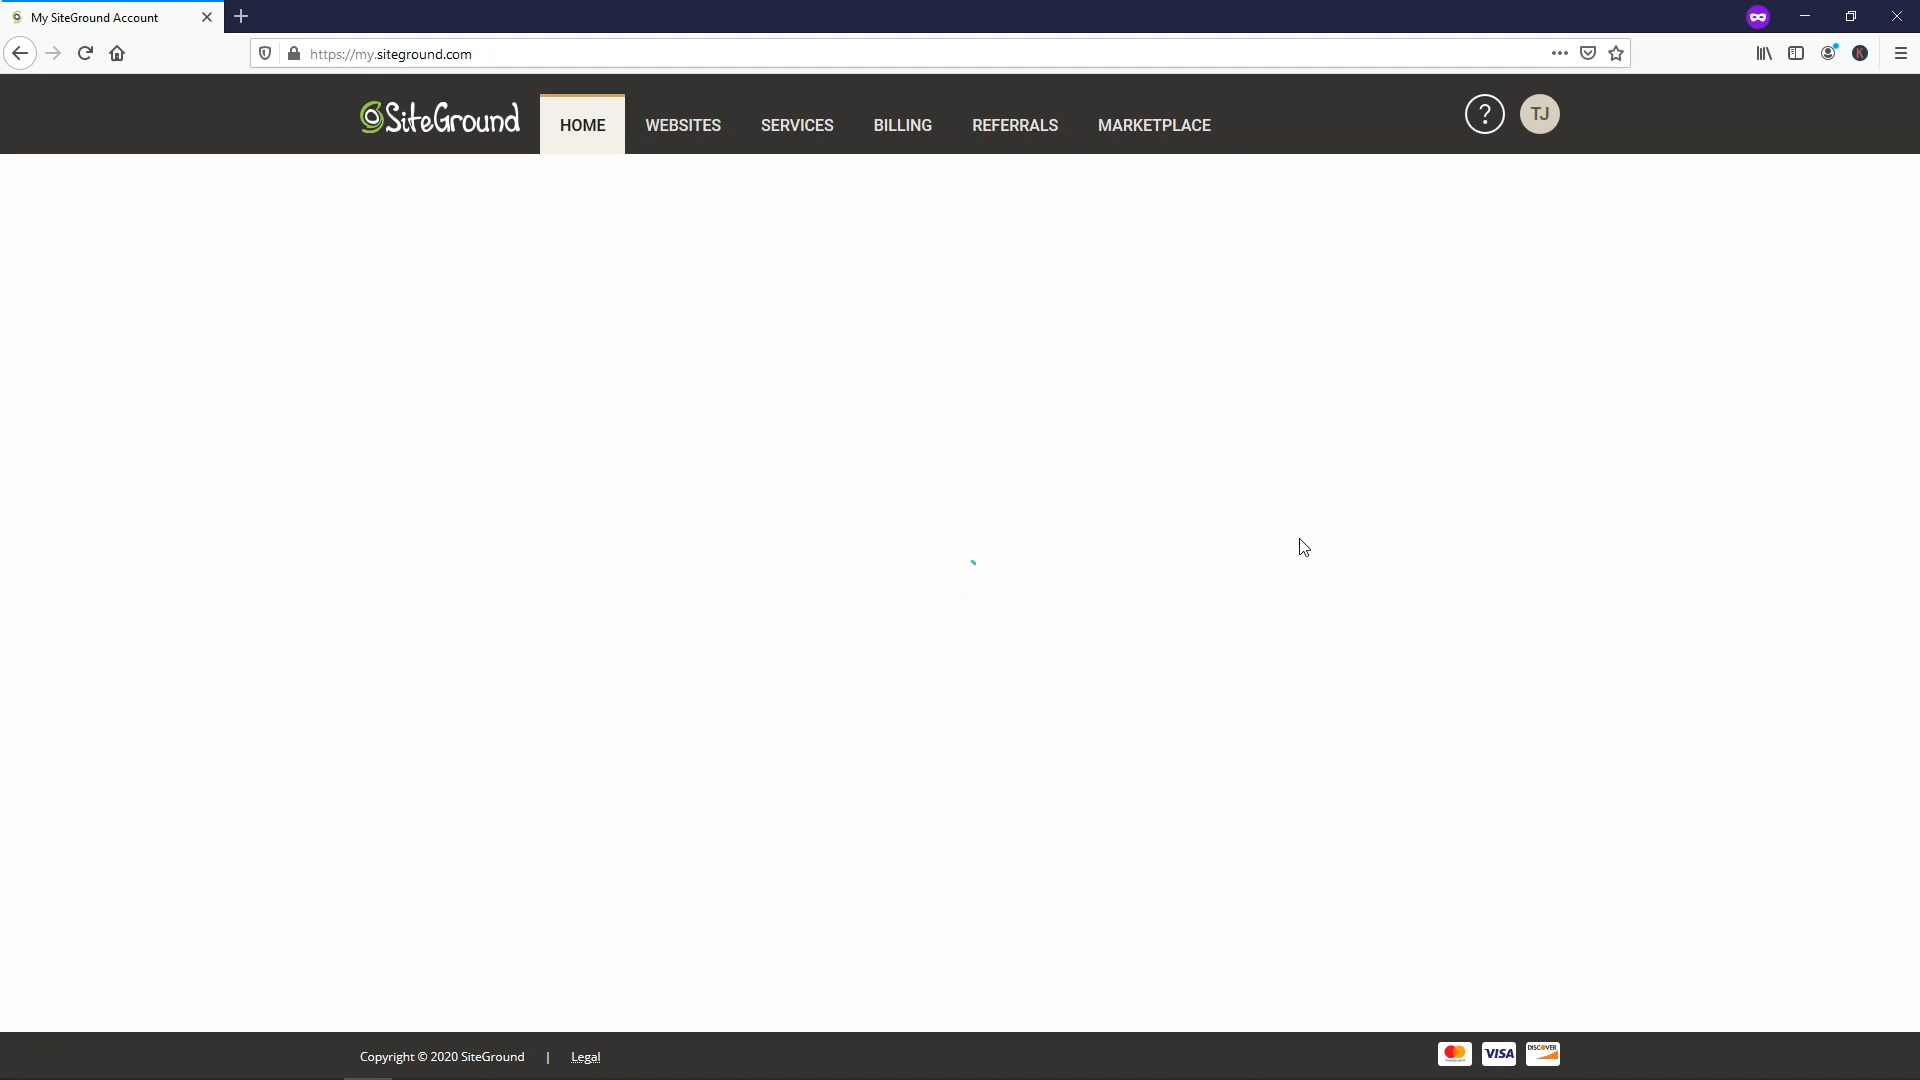 My SiteGround Account
https://my.siteground.com
SiteGround
HOME
WEBSITES
SERVICES
BILLING
REFERRALS
MARKETPLACE
?
TJ
K
Copyright © 2020 SiteGround | Legal
VISA
DISCOVER